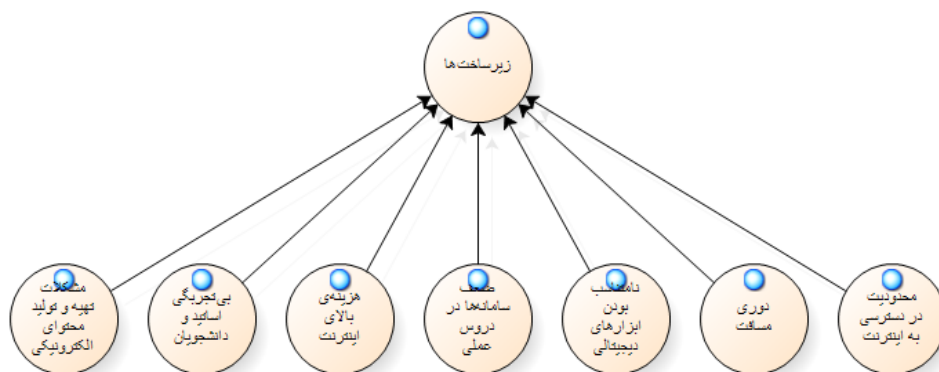 زیرساخت‌ها
محدودیت
در دسترسی
به اینترنت
دوری
مسافت
نامتناسب
بودن
ابزارهای
دیجیتالی
ضعف
سامانه‌ها در
دروس
عملی
هزینه‌ی
بالای
اینترنت
بی‌تجربگی
اساتید و
دانشجویان
مشکلات
تهیه و تولید
محتوای
الکترونیکی